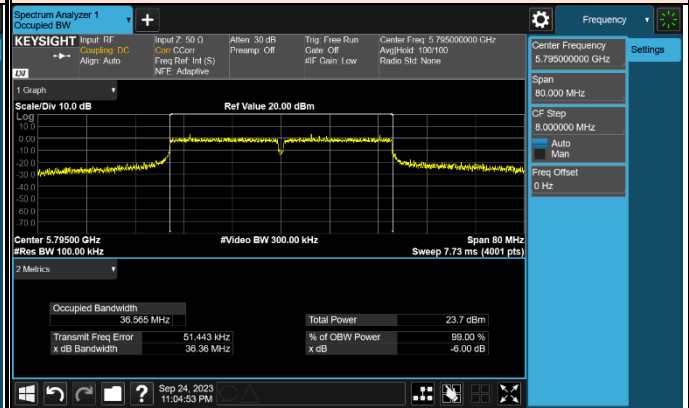 Spectrum Analyzer 1
Occupied BW
+
Frequency
KEYSIGHT Input: RF
Coupling: DC
Align: Auto
Input Z: 50 Ω
Corr CCorr
Freq Ref: Int (S)
NFE: Adaptive
Atten: 30 dB
Preamp: Off
Trig: Free Run
Gate: Off
#IF Gain: Low
Center Freq: 5.795000000 GHz
Avg|Hold: 100/100
Radio Std: None
LXI
Center Frequency
5.795000000 GHz
Settings
Span
80.000 MHz
CF Step
8.000000 MHz
Auto
Man
Freq Offset
0 Hz
1 Graph
Scale/Div 10.0 dB
Ref Value 20.00 dBm
Log
10.0
0.00
-10.0
-20.0
-30.0
-40.0
-50.0
-60.0
-70.0
Center 5.79500 GHz
#Video BW 300.00 kHz
Span 80 MHz
#Res BW 100.00 kHz
Sweep 7.73 ms (4001 pts)
2 Metrics
Occupied Bandwidth
36.565 MHz
Total Power 23.7 dBm
Transmit Freq Error 51.443 kHz
% of OBW Power 99.00 %
x dB Bandwidth 36.36 MHz
x dB -6.00 dB
?
Sep 24, 2023
11:04:53 PM